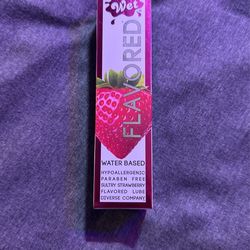 Wet
FLAVORED
WATER BASED
HYPOALLERGENIC
PARABEN FREE
SULTRY STRAWBERRY
FLAVORED LUBE
DIVERSE COMPANY